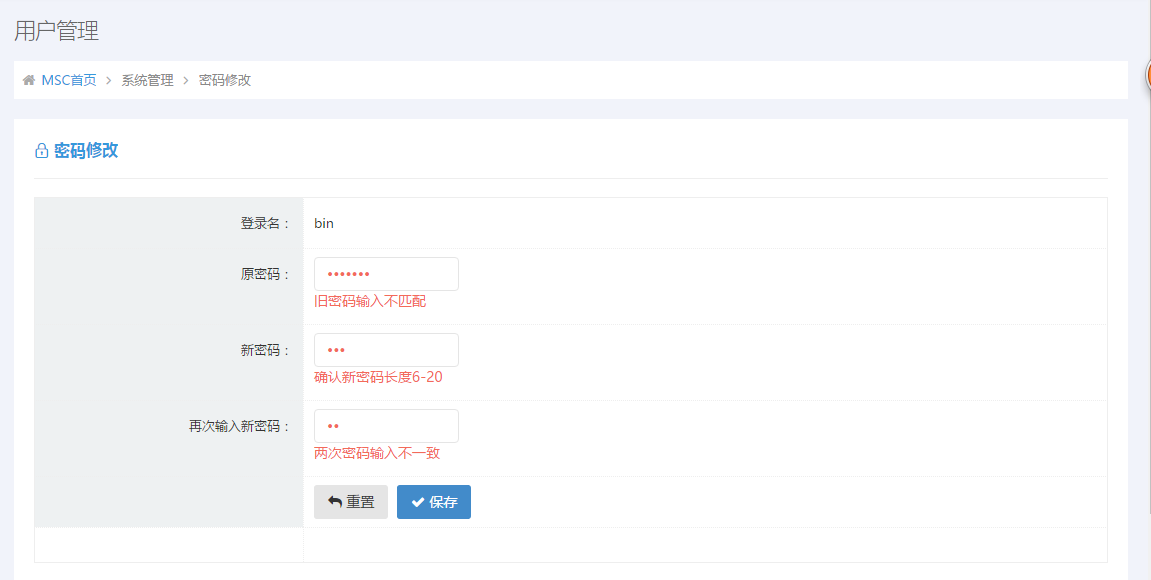 用户管理
MSC首页 > 系统管理 > 密码修改
密码修改
登录名： bin
原密码： •••••••
旧密码输入不匹配
新密码： •••
确认新密码长度6-20
再次输入新密码： ••
两次密码输入不一致
重置 保存